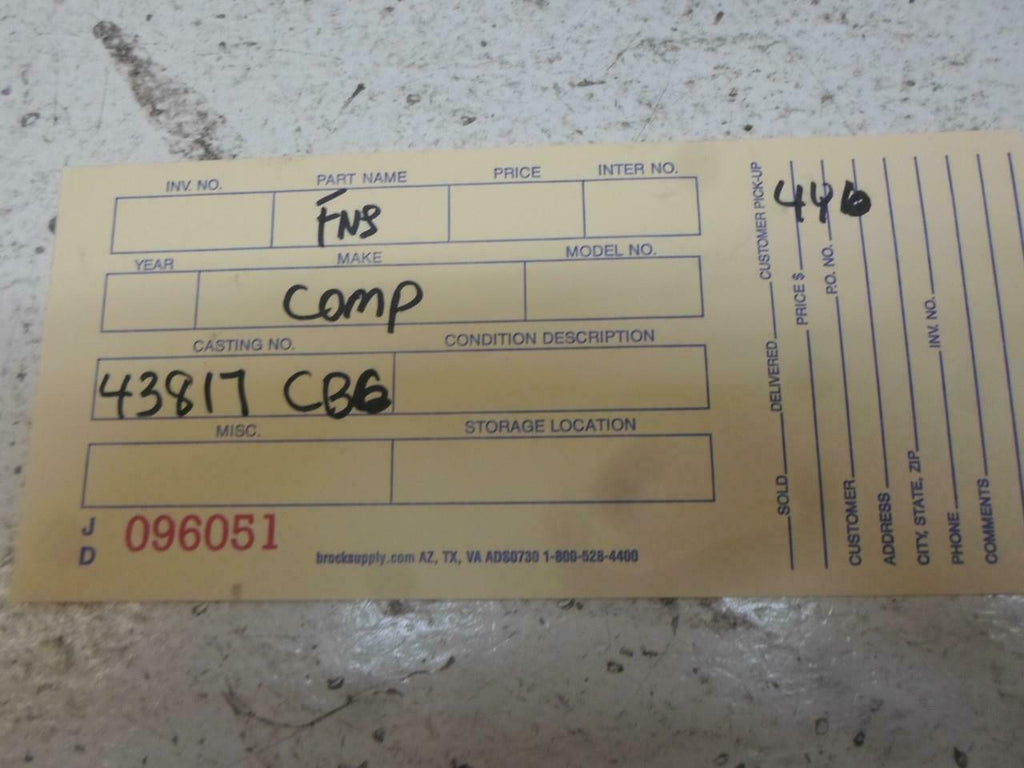 INV. NO. PART NAME PRICE INTER NO.
FNS
YEAR MAKE MODEL NO.
Comp
CASTING NO. CONDITION DESCRIPTION
43817 CB6
MISC. STORAGE LOCATION
J
D
096051
brocksupply.com AZ, TX, VA ADS0730 1-800-528-4400
446
SOLD DELIVERED CUSTOMER PICK-UP
PRICE $
P.O. NO.
CUSTOMER
ADDRESS
CITY, STATE, ZIP
PHONE INV. NO.
COMMENTS